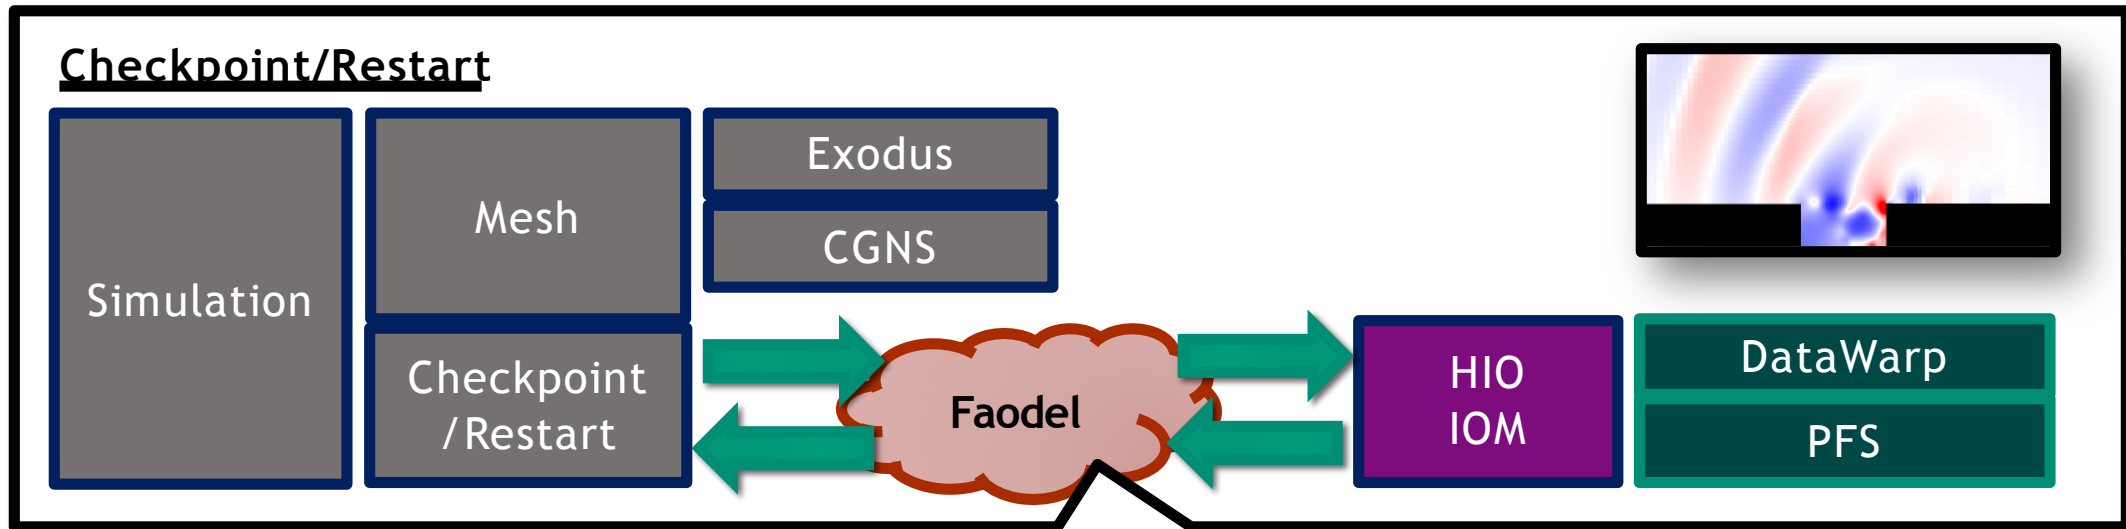 Checkpoint/Restart
Simulation
Mesh
Exodus
CGNS
Checkpoint
/Restart
Faodel
HIO
IOM
DataWarp
PFS